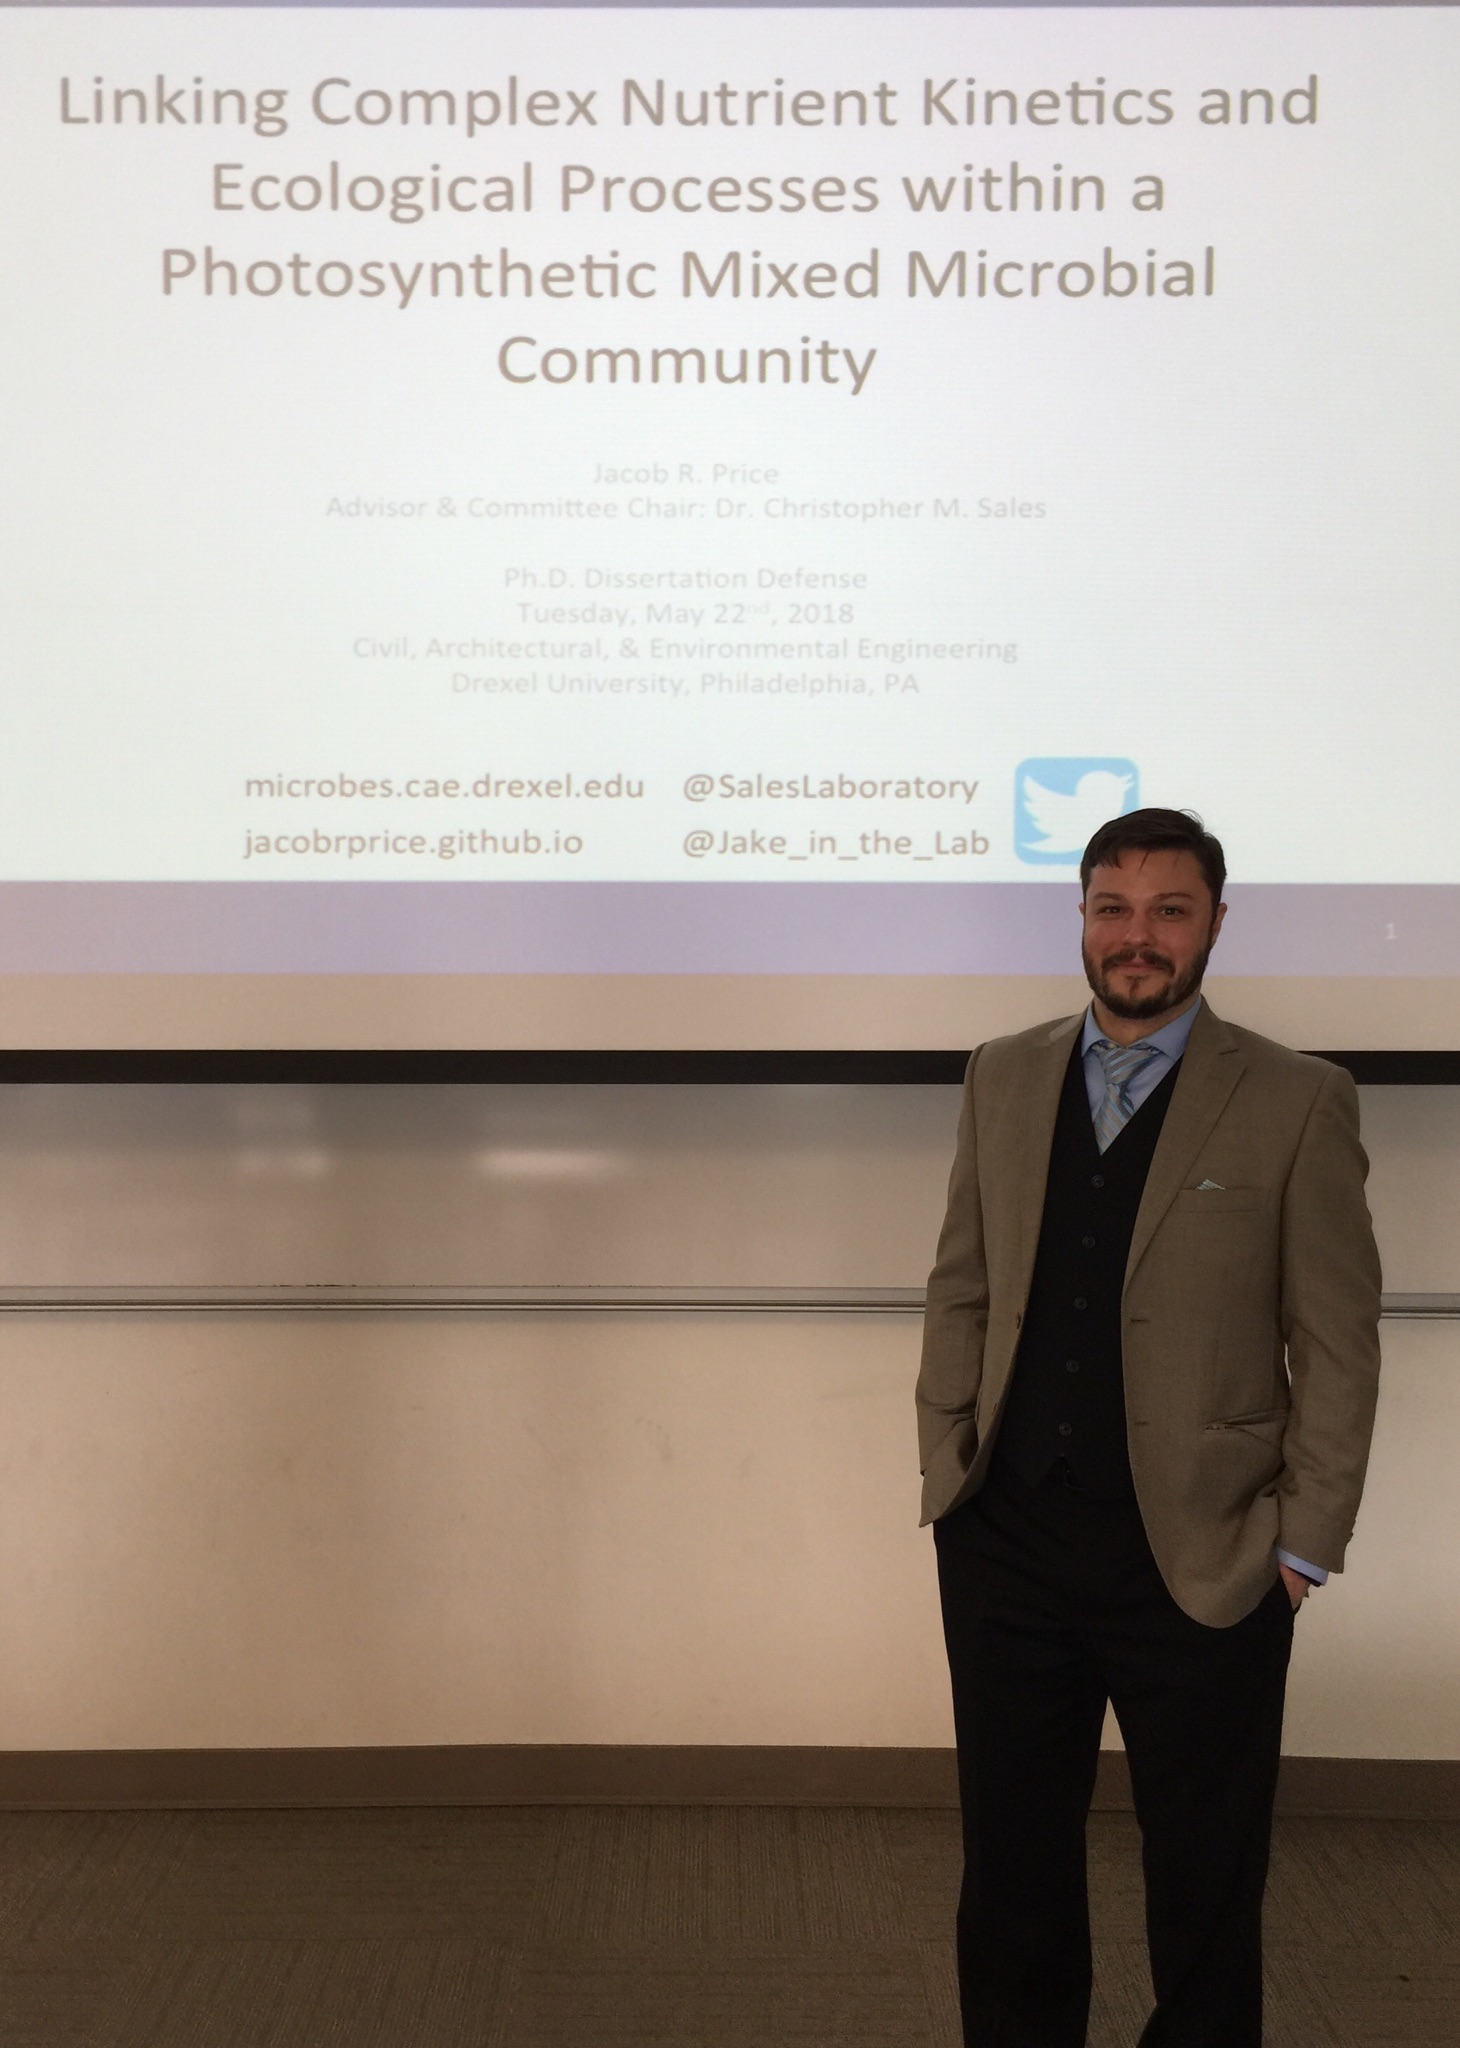 Linking Complex Nutrient Kinetics and
Ecological Processes within a
Photosynthetic Mixed Microbial
Community
Jacob R. Price
Advisor & Committee Chair: Dr. Christopher M. Sales
Ph.D. Dissertation Defense
Tuesday, May 22nd, 2018
Civil, Architectural, & Environmental Engineering
Drexel University, Philadelphia, PA
microbes.cae.drexel.edu @SalesLaboratory
jacobrprice.github.io @Jake_in_the_Lab
1